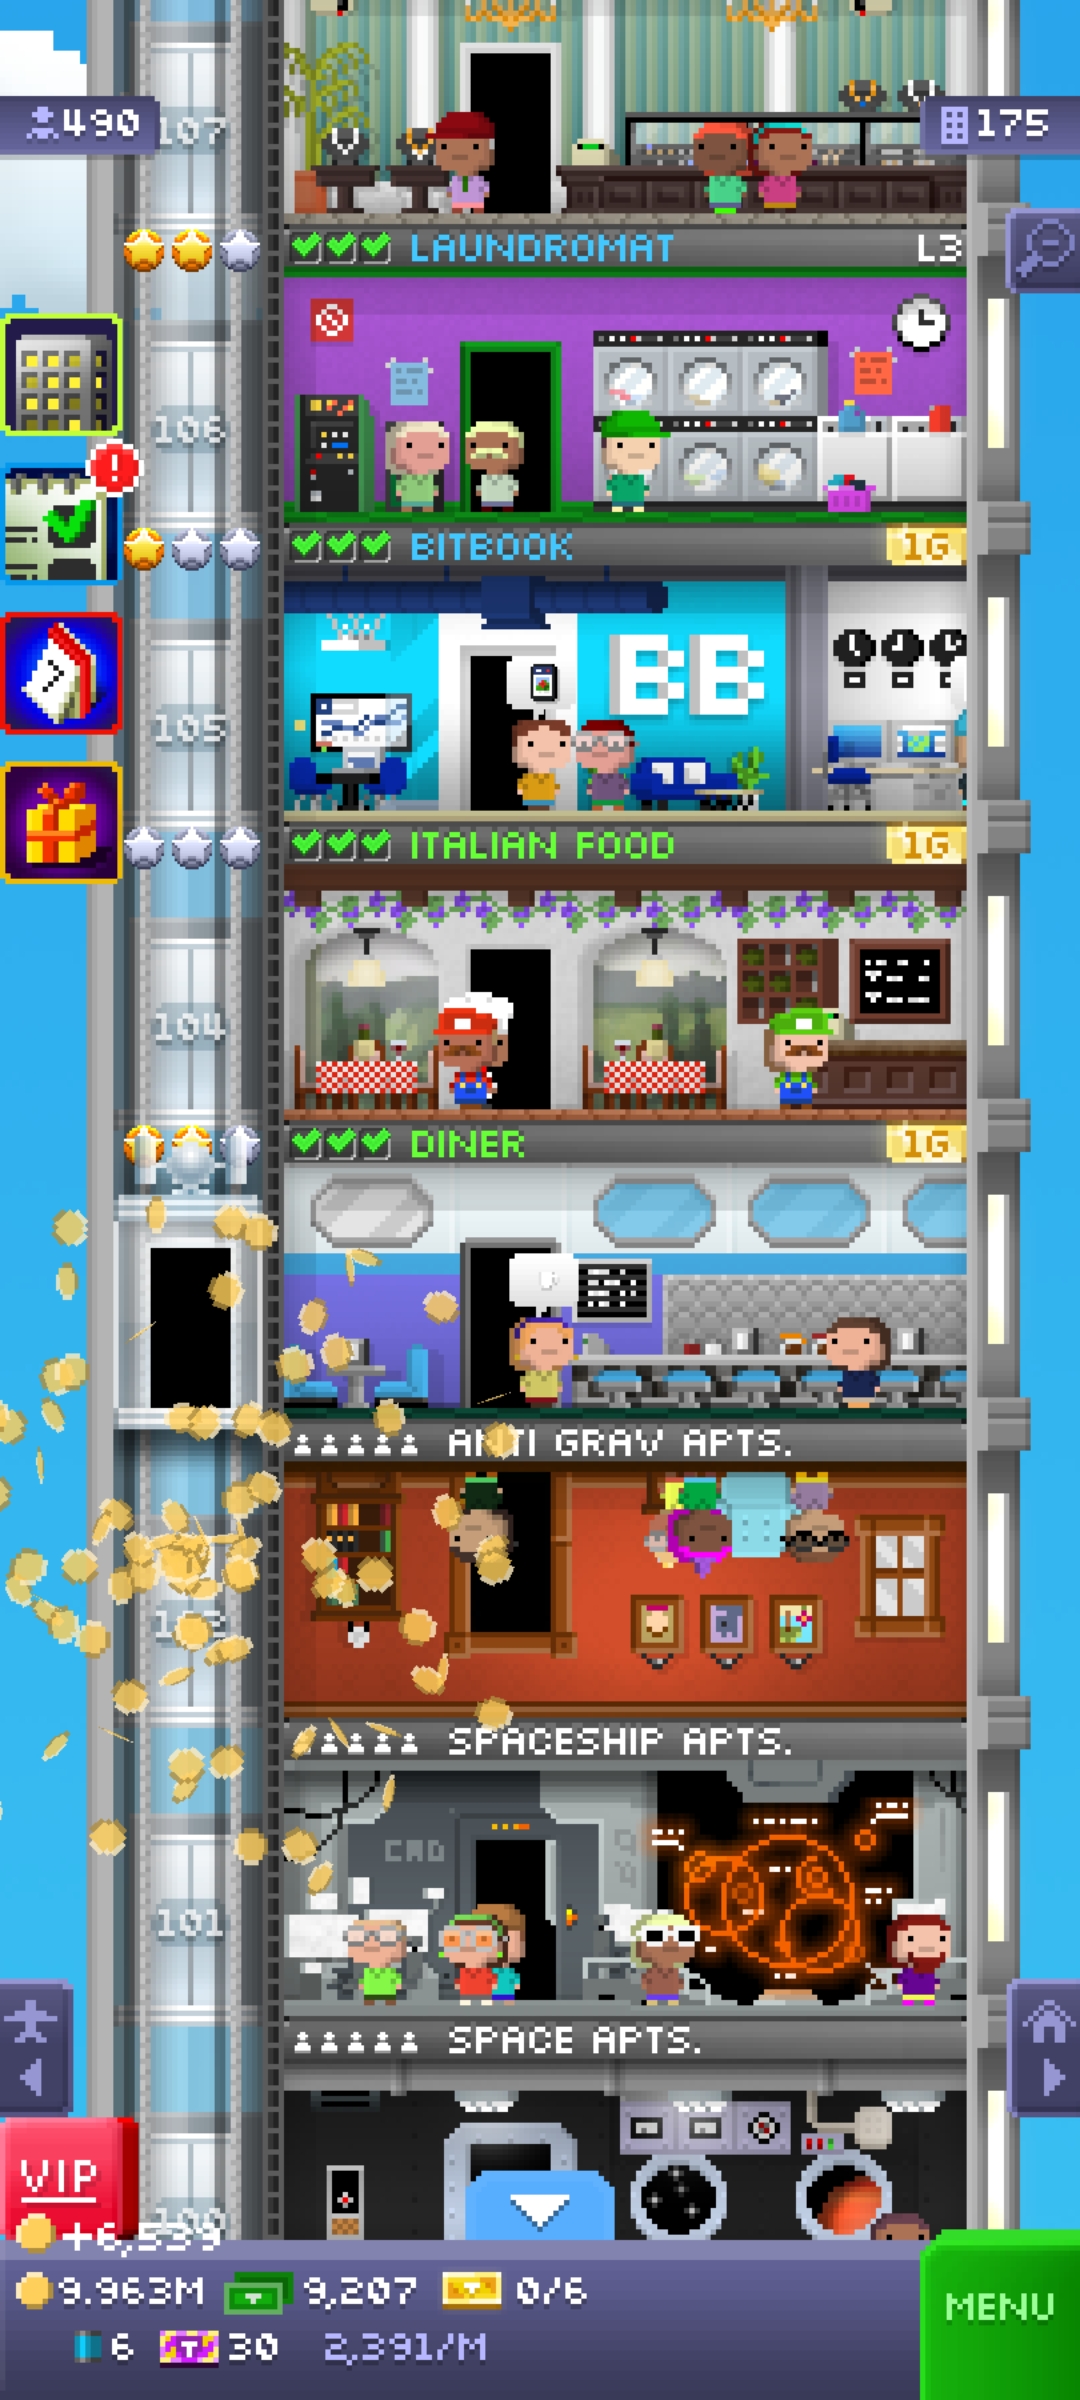 490
107
175
LAUNDROMAT L3
106
BITBOOK 1G
BB
105
ITALIAN FOOD 1G
104
DINER 1G
ANTI GRAV APTS.
SPACESHIP APTS.
CMD
101
SPACE APTS.
VIP
100
+6,539
9.963M 9,207 0/6
MENU
6 T 30 2,391/M